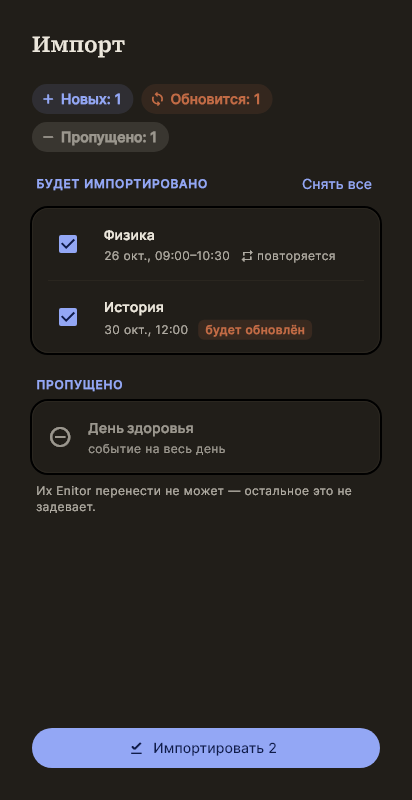 Импорт
Новых: 1
Обновится: 1
Пропущено: 1
БУДЕТ ИМПОРТИРОВАНО
Снять все
Физика
26 окт., 09:00–10:30 повторяется
История
30 окт., 12:00 будет обновлён
ПРОПУЩЕНО
День здоровья
событие на весь день
Их Enitor перенести не может — остальное это не
задевает.
Импортировать 2